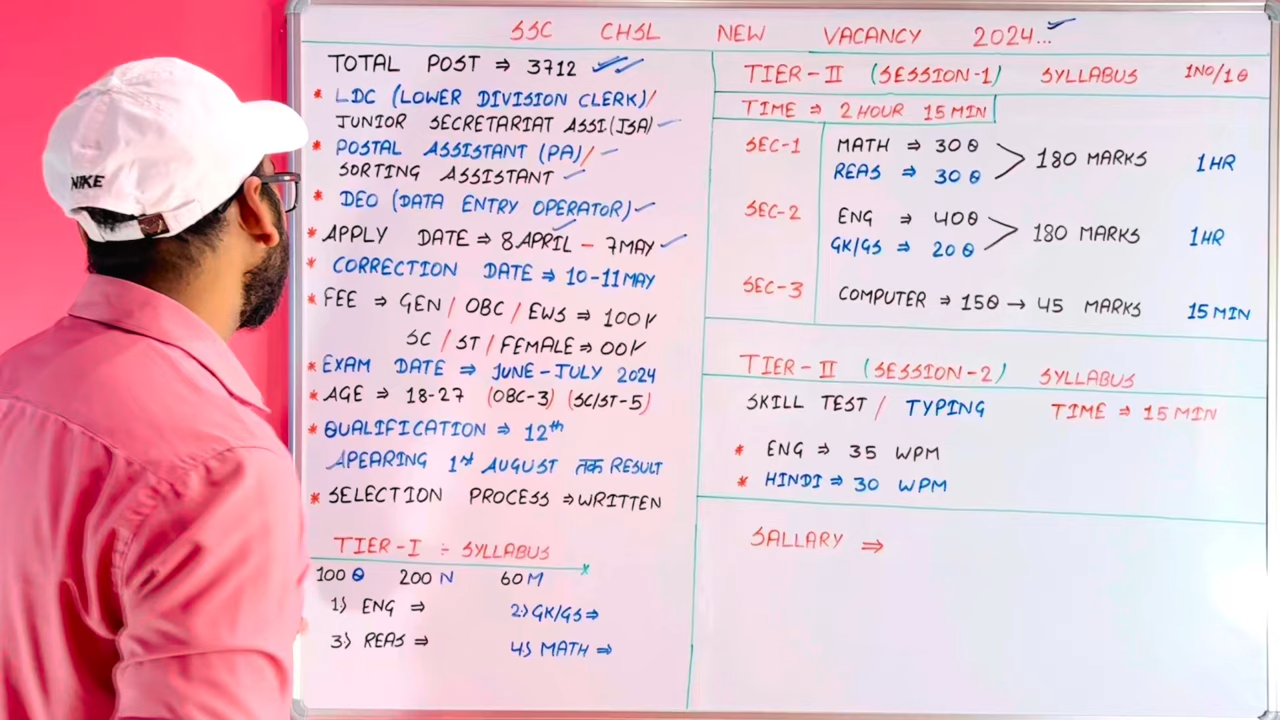 NIKE
SSC CHSL NEW VACANCY 2024...
TOTAL POST ⇒ 3712
* LDC (LOWER DIVISION CLERK)/
JUNIOR SECRETARIAT ASSI(JSA)
* POSTAL ASSISTANT (PA)/
SORTING ASSISTANT
* DEO (DATA ENTRY OPERATOR)
* APPLY DATE ⇒ 8 APRIL - 7 MAY
* CORRECTION DATE ⇒ 10-11 MAY
* FEE ⇒ GEN / OBC / EWS ⇒ 100/
SC / ST / FEMALE ⇒ 00/
* EXAM DATE ⇒ JUNE-JULY 2024
* AGE ⇒ 18-27 (OBC-3) (SC/ST-5)
* QUALIFICATION ⇒ 12th
APEARING 1st AUGUST तक RESULT
* SELECTION PROCESS ⇒ WRITTEN
TIER-I ÷ SYLLABUS
100 Q 200 N 60 M
1) ENG ⇒ 2) GK/GS ⇒
3) REAS ⇒ 4) MATH ⇒
TIER-II (SESSION-1) SYLLABUS 1NO/1Q
TIME ⇒ 2 HOUR 15 MIN
SEC-1 MATH ⇒ 30 Q
REAS ⇒ 30 Q 180 MARKS 1 HR
SEC-2 ENG ⇒ 40 Q
GK/GS ⇒ 20 Q 180 MARKS 1 HR
SEC-3 COMPUTER ⇒ 15 Q → 45 MARKS 15 MIN
TIER-II (SESSION-2) SYLLABUS
SKILL TEST / TYPING TIME ⇒ 15 MIN
* ENG ⇒ 35 WPM
* HINDI ⇒ 30 WPM
SALLARY ⇒